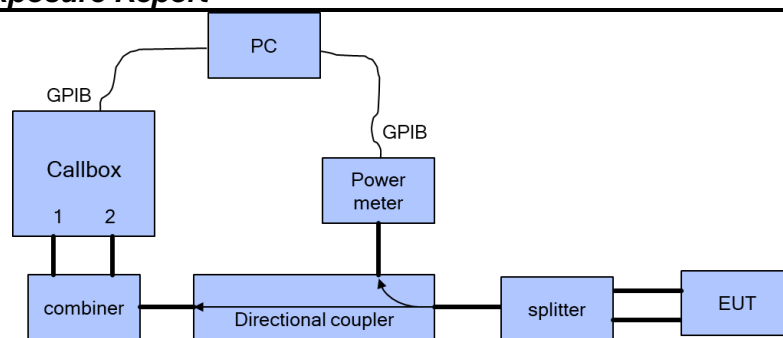 PC
GPIB
GPIB
Callbox
1 2
Power
meter
combiner
Directional coupler
splitter
EUT